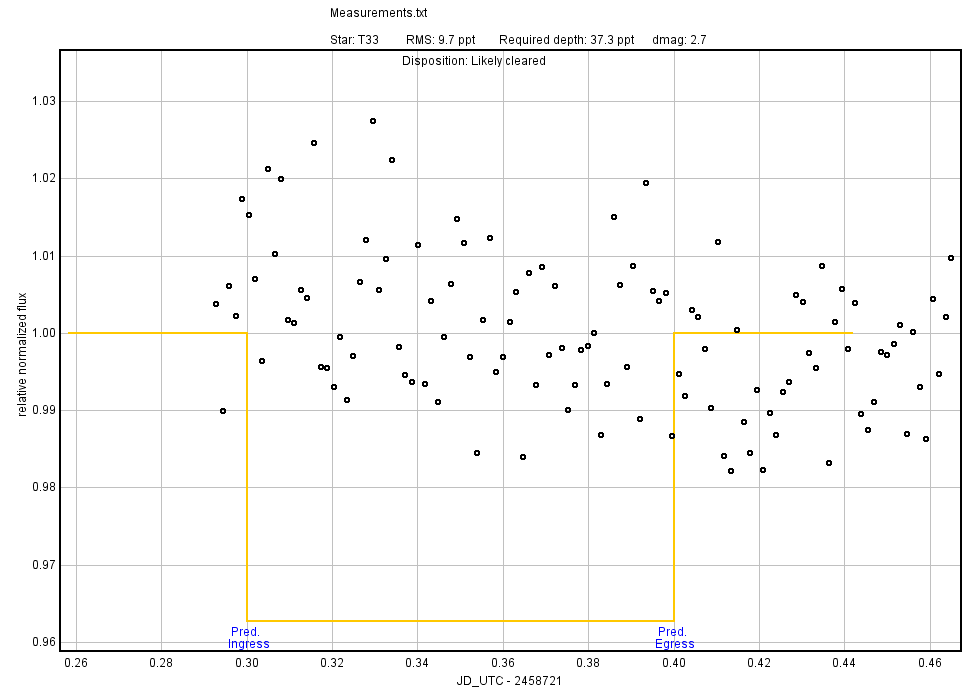 Measurements.txt
Star: T33 RMS: 9.7 ppt Required depth: 37.3 ppt dmag: 2.7
Disposition: Likely cleared
1.03
1.02
1.01
1.00
0.99
0.98
0.97
0.96
relative normalized flux
Pred.
Ingress
Pred.
Egress
0.26 0.28 0.30 0.32 0.34 0.36 0.38 0.40 0.42 0.44 0.46
JD_UTC - 2458721